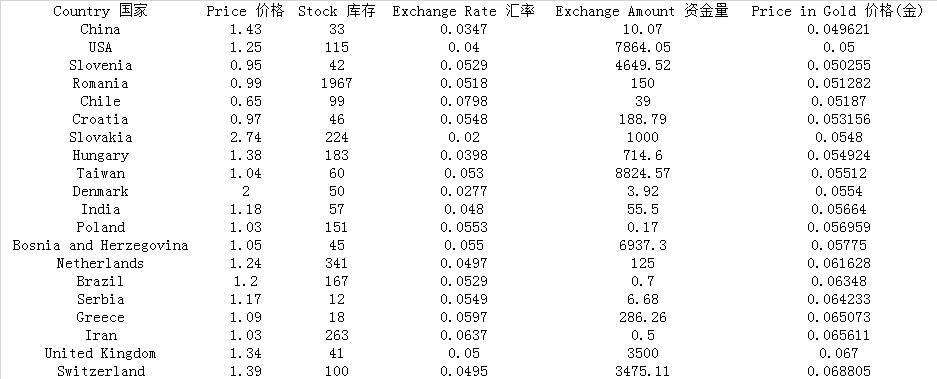 Country 国家 Price 价格 Stock 库存 Exchange Rate 汇率 Exchange Amount 资金量 Price in Gold 价格(金)
China 1.43 33 0.0347 10.07 0.049621
USA 1.25 115 0.04 7864.05 0.05
Slovenia 0.95 42 0.0529 4649.52 0.050255
Romania 0.99 1967 0.0518 150 0.051282
Chile 0.65 99 0.0798 39 0.05187
Croatia 0.97 46 0.0548 188.79 0.053156
Slovakia 2.74 224 0.02 1000 0.0548
Hungary 1.38 183 0.0398 714.6 0.054924
Taiwan 1.04 60 0.053 8824.57 0.05512
Denmark 2 50 0.0277 3.92 0.0554
India 1.18 57 0.048 55.5 0.05664
Poland 1.03 151 0.0553 0.17 0.056959
Bosnia and Herzegovina 1.05 45 0.055 6937.3 0.05775
Netherlands 1.24 341 0.0497 125 0.061628
Brazil 1.2 167 0.0529 0.7 0.06348
Serbia 1.17 12 0.0549 6.68 0.064233
Greece 1.09 18 0.0597 286.26 0.065073
Iran 1.03 263 0.0637 0.5 0.065611
United Kingdom 1.34 41 0.05 3500 0.067
Switzerland 1.39 100 0.0495 3475.11 0.068805